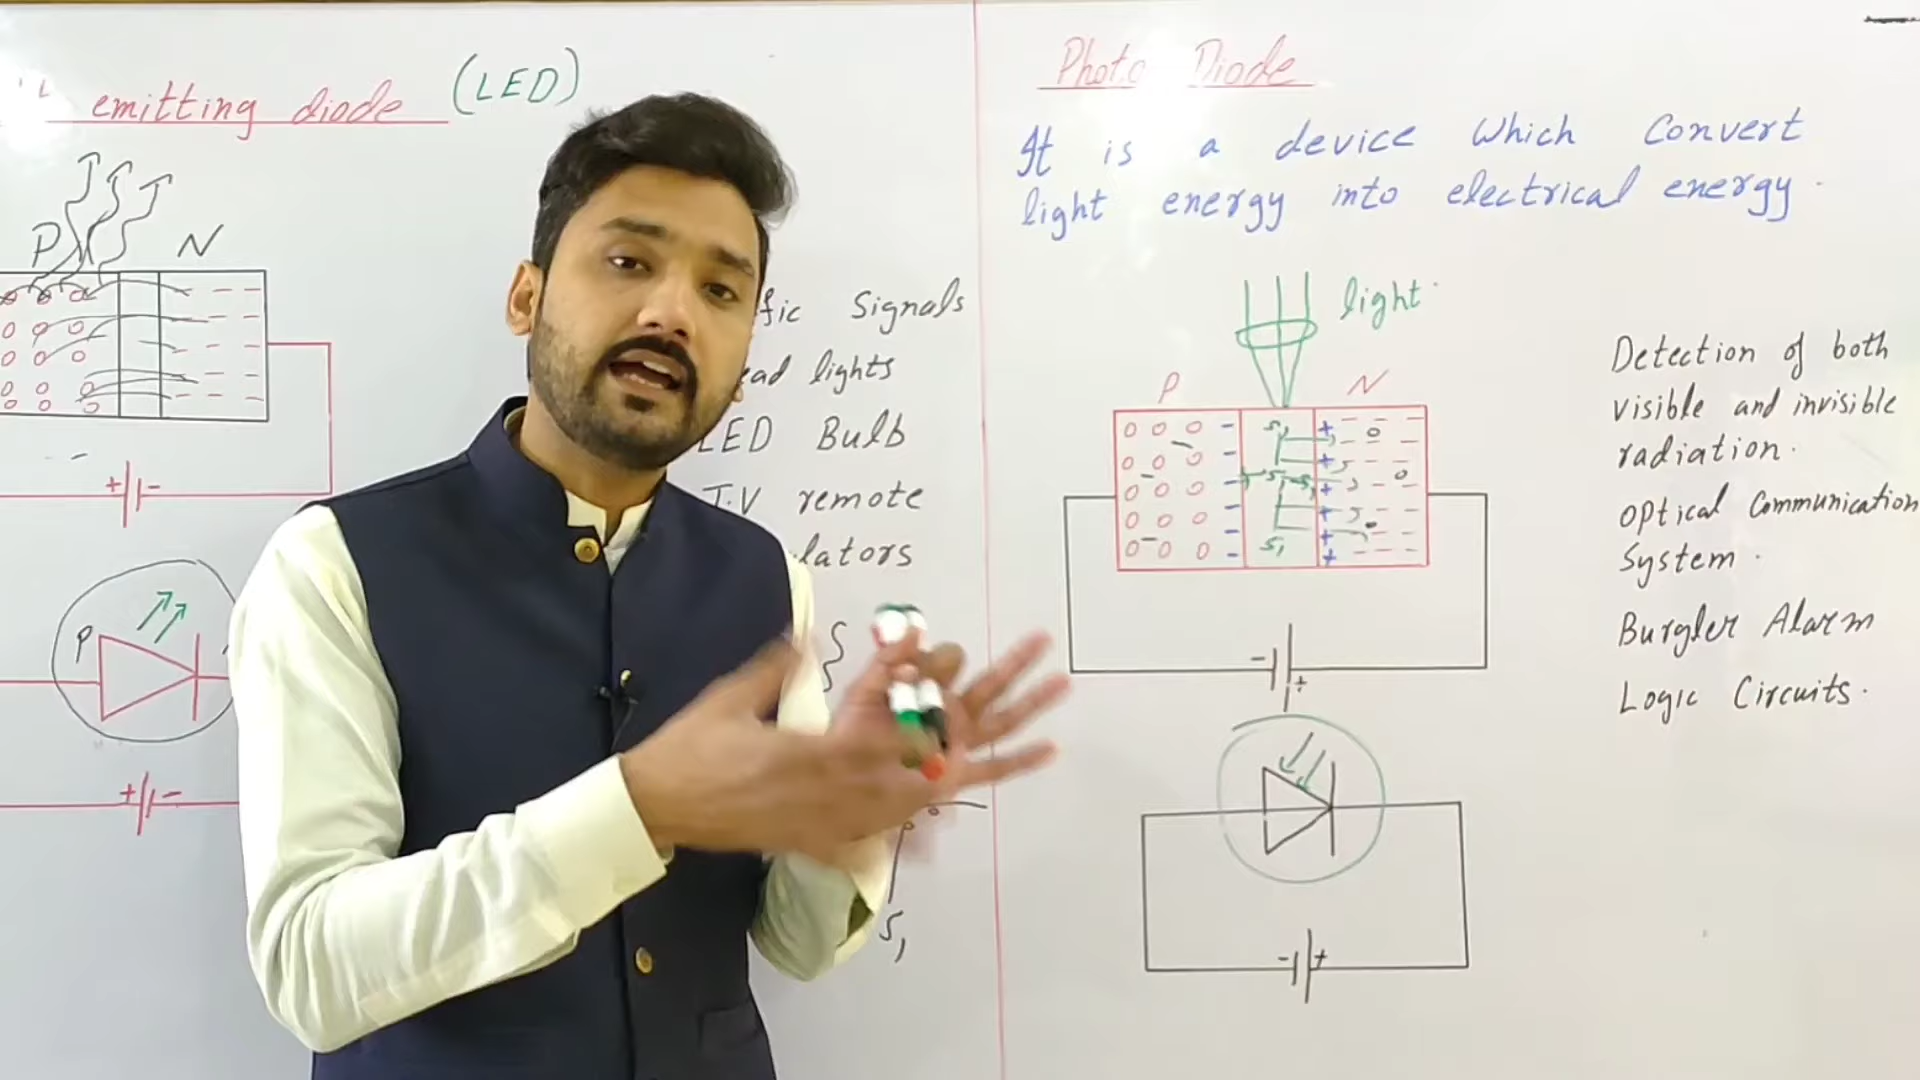 emitting diode (LED)
P N
Signals
lights
LED Bulb
T.V remote
+ -
-
P
+ -
S,
Photo Diode
It is a device which convert
light energy into electrical energy.
light.
P N
- +
- +
Detection of both
visible and invisible
radiation.
Optical Communication
System.
Burgler Alarm
Logic Circuits.